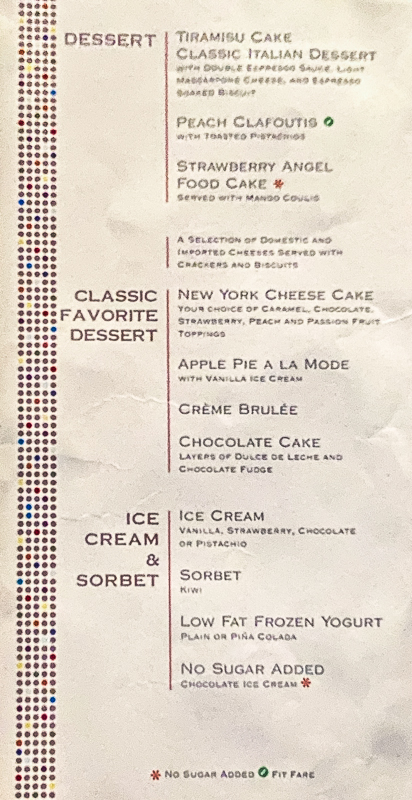 DESSERT
TIRAMISU CAKE
CLASSIC ITALIAN DESSERT
WITH DOUBLE ESPRESSO SAUCE, LIGHT
MASCARPONE CHEESE, AND ESPRESSO
SOAKED BISCUIT
PEACH CLAFOUTIS
WITH TOASTED PISTACHIOS
STRAWBERRY ANGEL
FOOD CAKE *
SERVED WITH MANGO COULIS
A SELECTION OF DOMESTIC AND
IMPORTED CHEESES SERVED WITH
CRACKERS AND BISCUITS
CLASSIC
FAVORITE
DESSERT
NEW YORK CHEESE CAKE
YOUR CHOICE OF CARAMEL, CHOCOLATE,
STRAWBERRY, PEACH AND PASSION FRUIT
TOPPINGS
APPLE PIE A LA MODE
WITH VANILLA ICE CREAM
CRÈME BRULÉE
CHOCOLATE CAKE
LAYERS OF DULCE DE LECHE AND
CHOCOLATE FUDGE
ICE
CREAM
&
SORBET
ICE CREAM
VANILLA, STRAWBERRY, CHOCOLATE
OR PISTACHIO
SORBET
KIWI
LOW FAT FROZEN YOGURT
PLAIN OR PIÑA COLADA
NO SUGAR ADDED
CHOCOLATE ICE CREAM *
* NO SUGAR ADDED FIT FARE